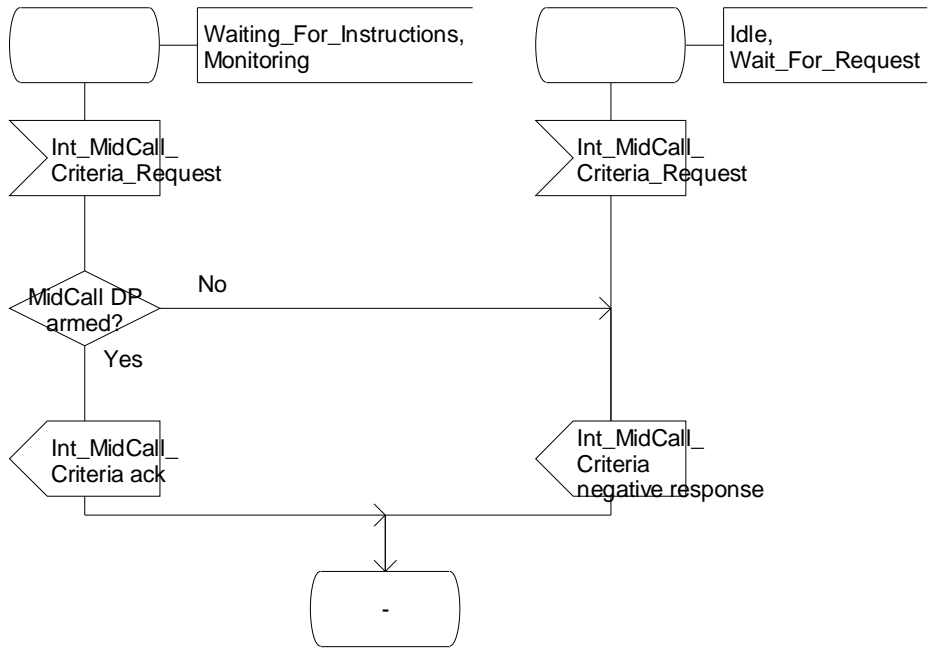 Waiting_For_Instructions,
Monitoring
Idle,
Wait_For_Request
Int_MidCall_
Criteria_Request
Int_MidCall_
Criteria_Request
MidCall DP
armed?
No
Yes
Int_MidCall_
Criteria ack
Int_MidCall_
Criteria
negative response
-